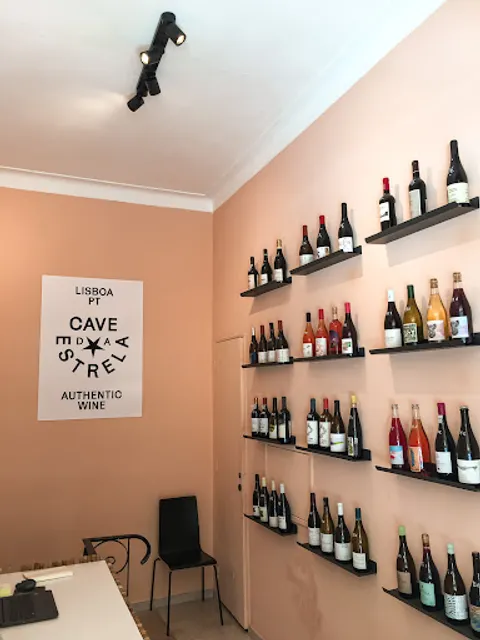 LISBOA
PT
CAVE
DA
ESTRELA
AUTHENTIC
WINE